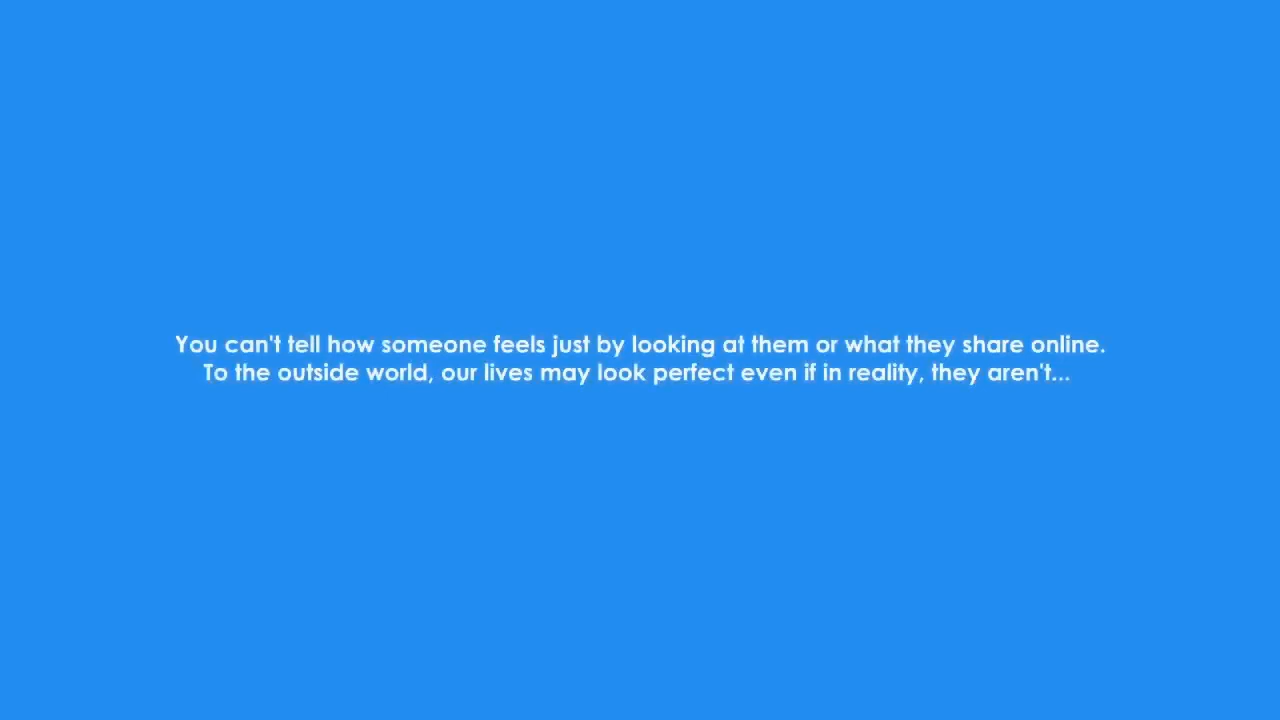 You can't tell how someone feels just by looking at them or what they share online.
To the outside world, our lives may look perfect even if in reality, they aren't...